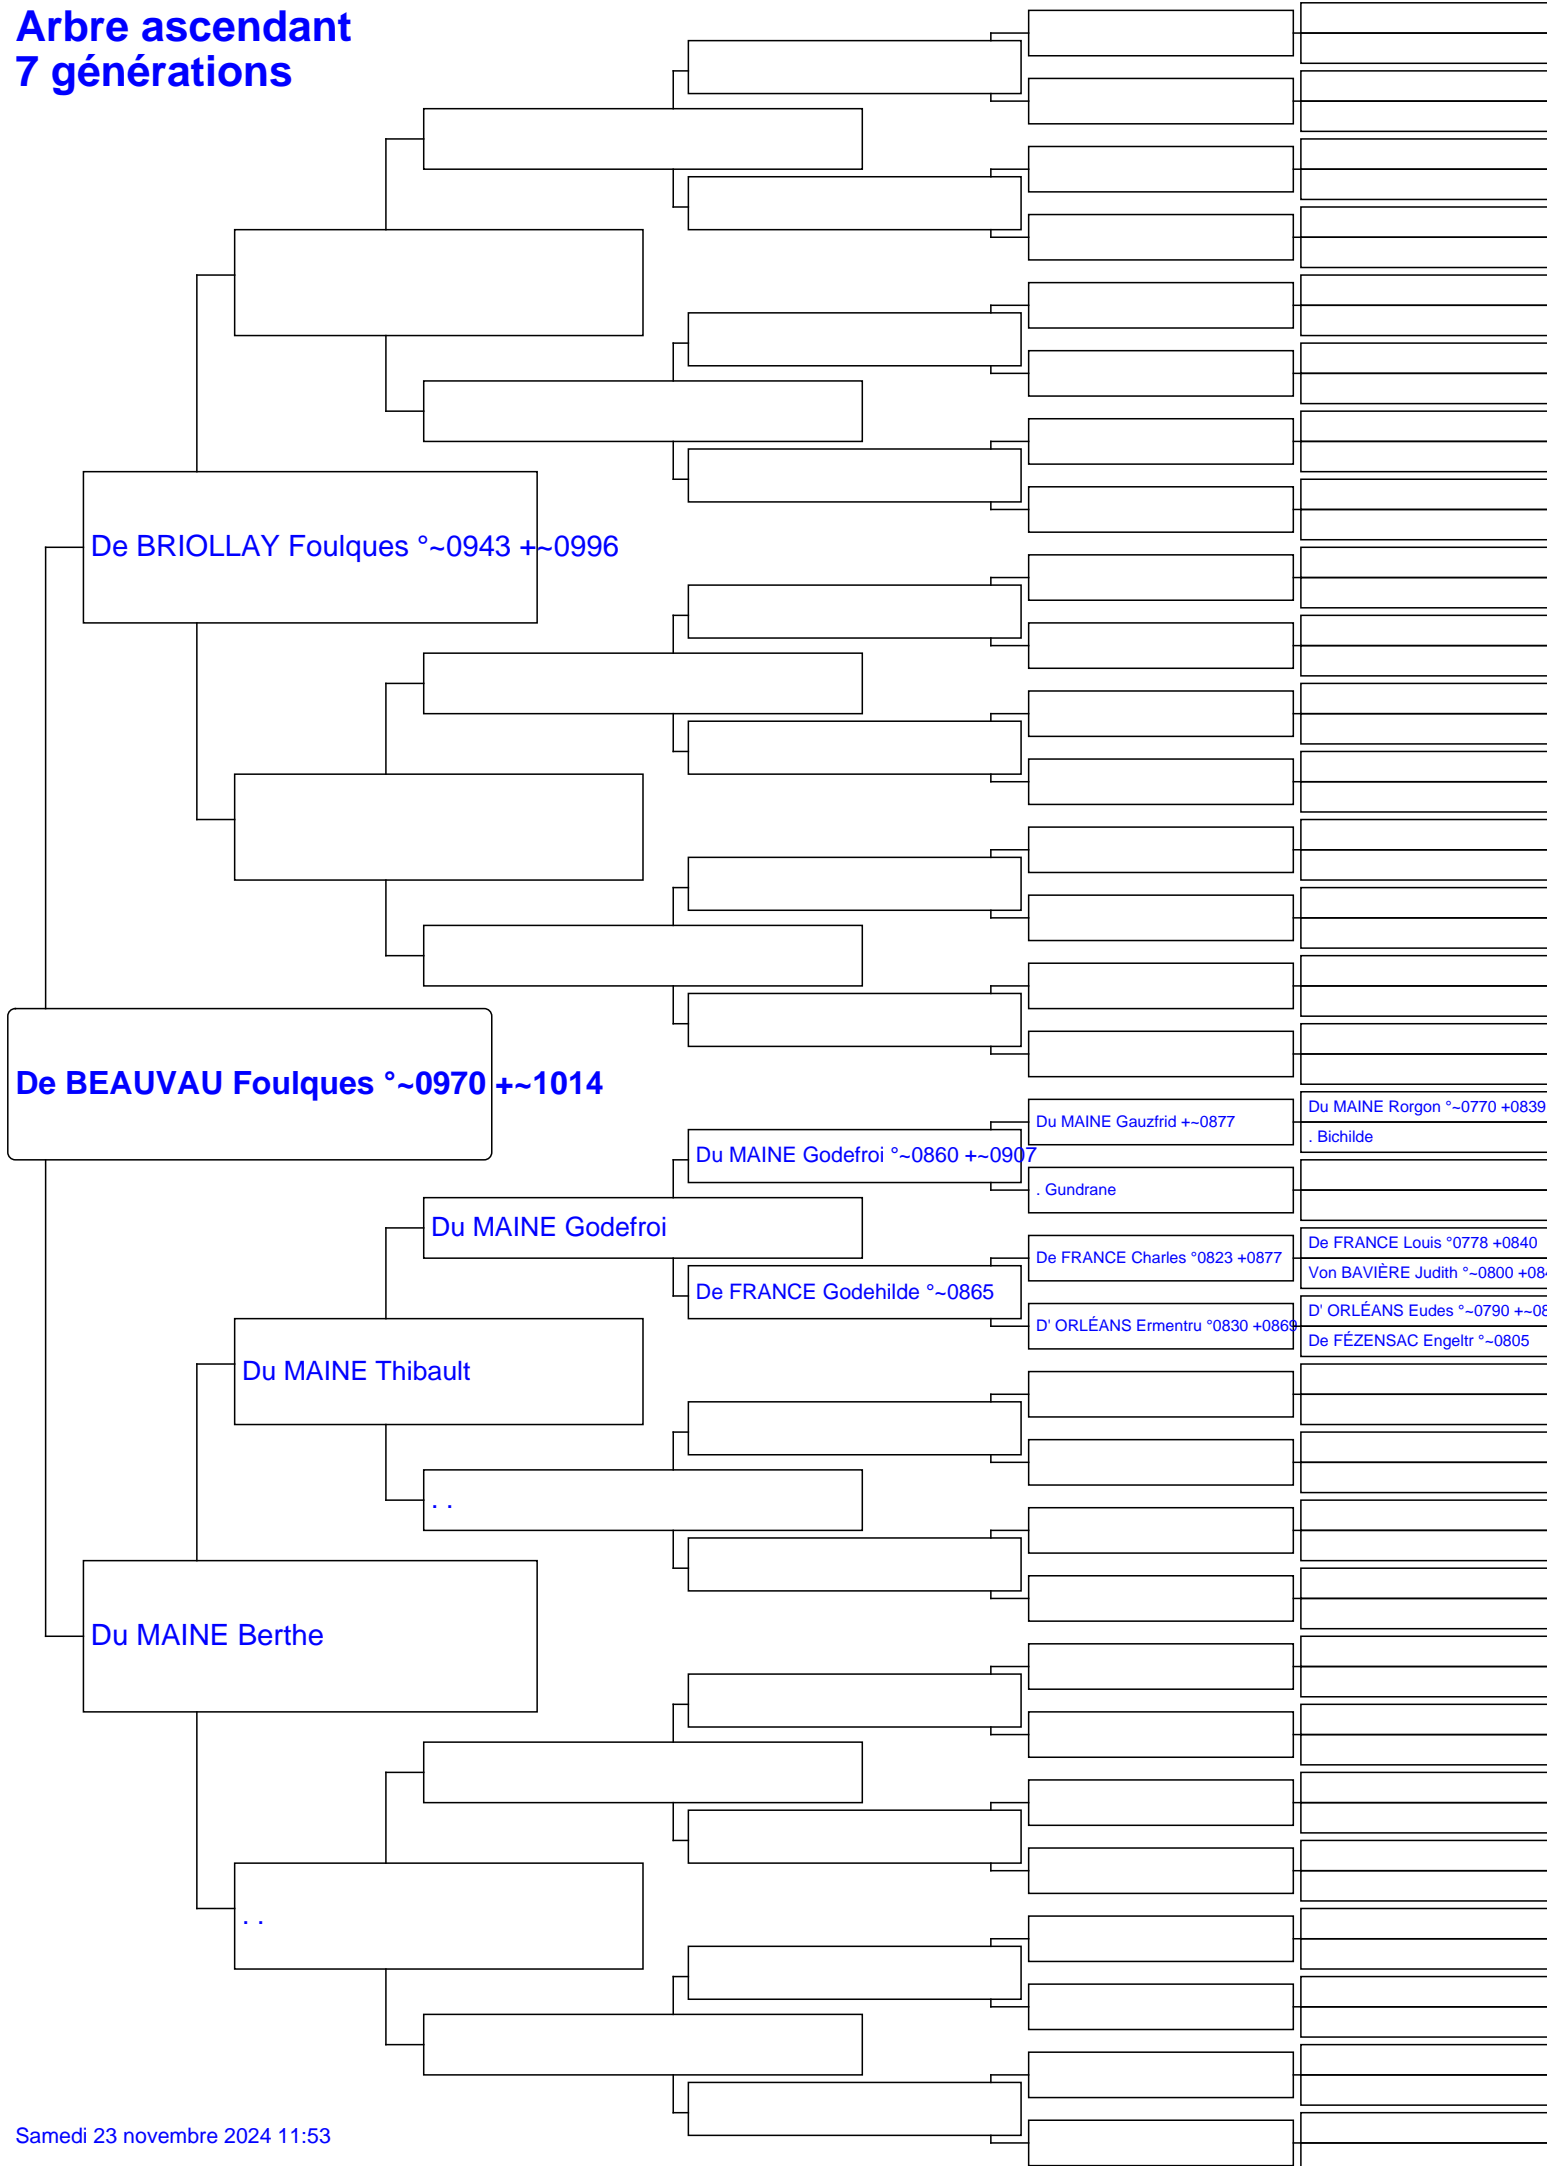 Arbre ascendant
7 générations
De BRIOLLAY Foulques °~0943 +~0996
De BEAUVAU Foulques °~0970 +~1014
Du MAINE Rorgon °~0770 +0839
Du MAINE Gauzfrid +~0877
. Bichilde
Du MAINE Godefroi °~0860 +~0907
. Gundrane
Du MAINE Godefroi
De FRANCE Louis °0778 +0840
De FRANCE Charles °0823 +0877
Von BAVIÈRE Judith °~0800 +084
De FRANCE Godehilde °~0865
D' ORLÉANS Eudes °~0790 +~08
D' ORLÉANS Ermentru °0830 +0869
De FÉZENSAC Engeltr °~0805
Du MAINE Thibault
. .
Du MAINE Berthe
. .
Samedi 23 novembre 2024 11:53